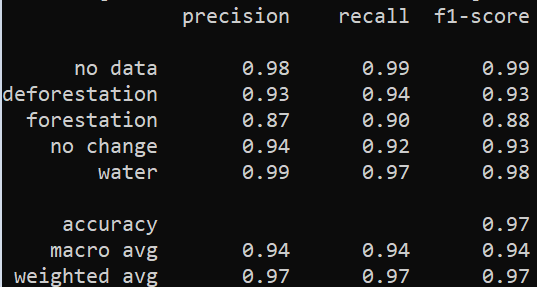 precision recall f1-score
no data 0.98 0.99 0.99
deforestation 0.93 0.94 0.93
forestation 0.87 0.90 0.88
no change 0.94 0.92 0.93
water 0.99 0.97 0.98
accuracy 0.97
macro avg 0.94 0.94 0.94
weighted avg 0.97 0.97 0.97